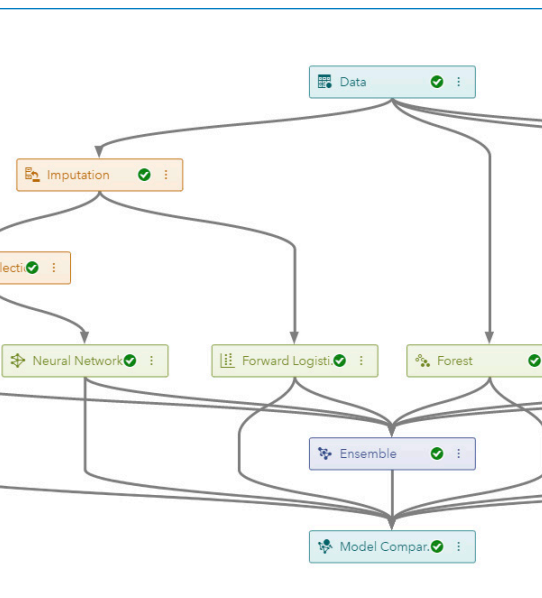 Data
Imputation
lectio
Neural Network
Forward Logisti.
Forest
Ensemble
Model Compar.